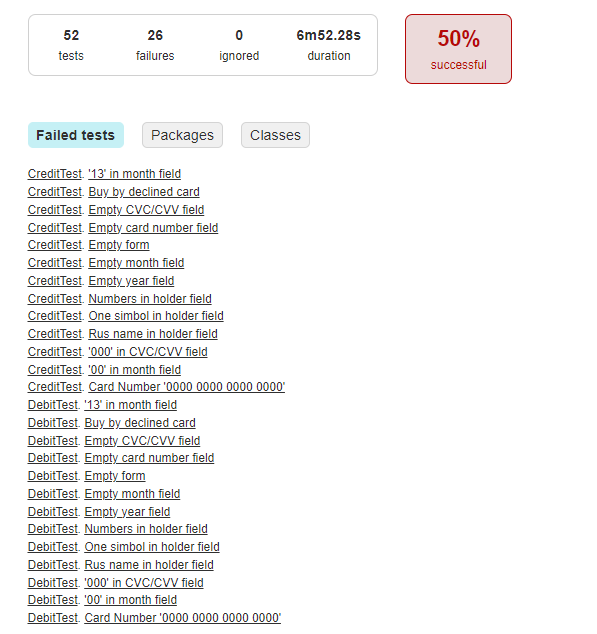 52 26 0 6m52.28s
tests failures ignored duration
50%
successful
Failed tests Packages Classes
CreditTest. '13' in month field
CreditTest. Buy by declined card
CreditTest. Empty CVC/CVV field
CreditTest. Empty card number field
CreditTest. Empty form
CreditTest. Empty month field
CreditTest. Empty year field
CreditTest. Numbers in holder field
CreditTest. One simbol in holder field
CreditTest. Rus name in holder field
CreditTest. '000' in CVC/CVV field
CreditTest. '00' in month field
CreditTest. Card Number '0000 0000 0000 0000'
DebitTest. '13' in month field
DebitTest. Buy by declined card
DebitTest. Empty CVC/CVV field
DebitTest. Empty card number field
DebitTest. Empty form
DebitTest. Empty month field
DebitTest. Empty year field
DebitTest. Numbers in holder field
DebitTest. One simbol in holder field
DebitTest. Rus name in holder field
DebitTest. '000' in CVC/CVV field
DebitTest. '00' in month field
DebitTest. Card Number '0000 0000 0000 0000'